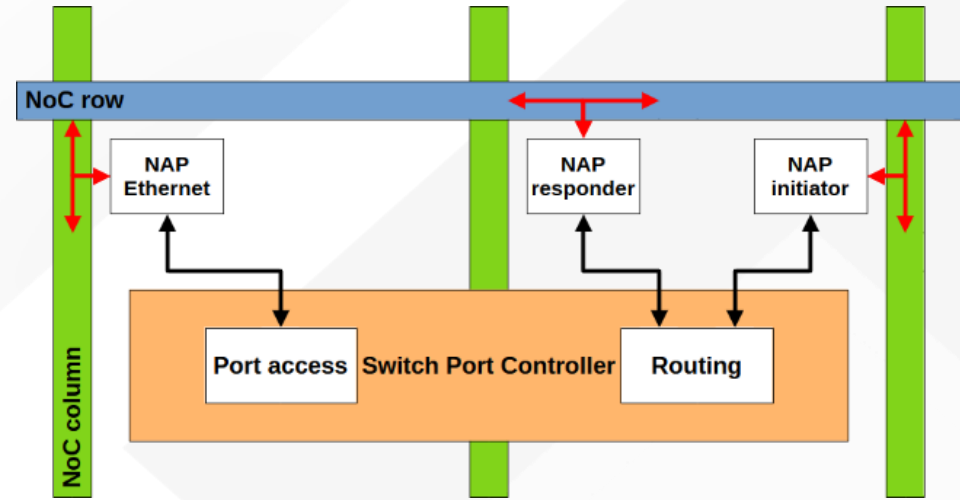 NoC row
NAP
Ethernet
NAP
responder
NAP
initiator
Port access
Switch Port Controller
Routing
NoC column